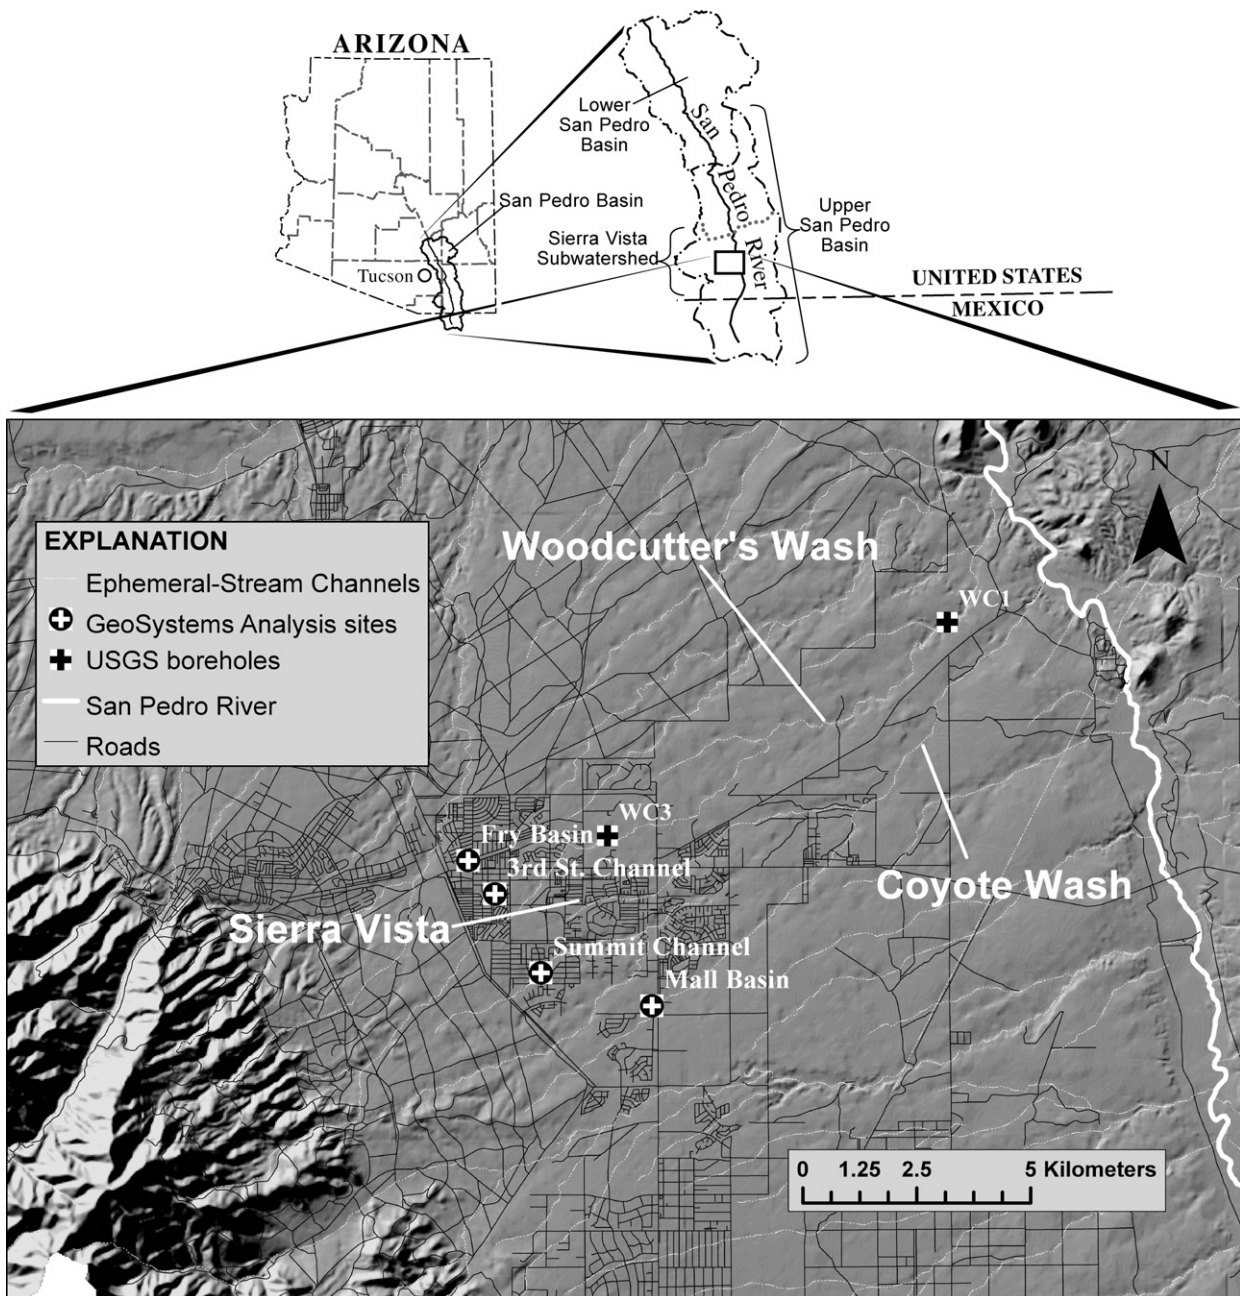 ARIZONA
San Pedro Basin
Tucson
Lower
San Pedro
Basin
San Pedro River
Sierra Vista
Subwatershed
Upper
San Pedro
Basin
UNITED STATES
MEXICO
N
Woodcutter's Wash
WC1
EXPLANATION
Ephemeral-Stream Channels
GeoSystems Analysis sites
USGS boreholes
San Pedro River
Roads
WC3
Fry Basin
3rd St. Channel
Coyote Wash
Sierra Vista
Summit Channel
Mall Basin
0 1.25 2.5 5 Kilometers